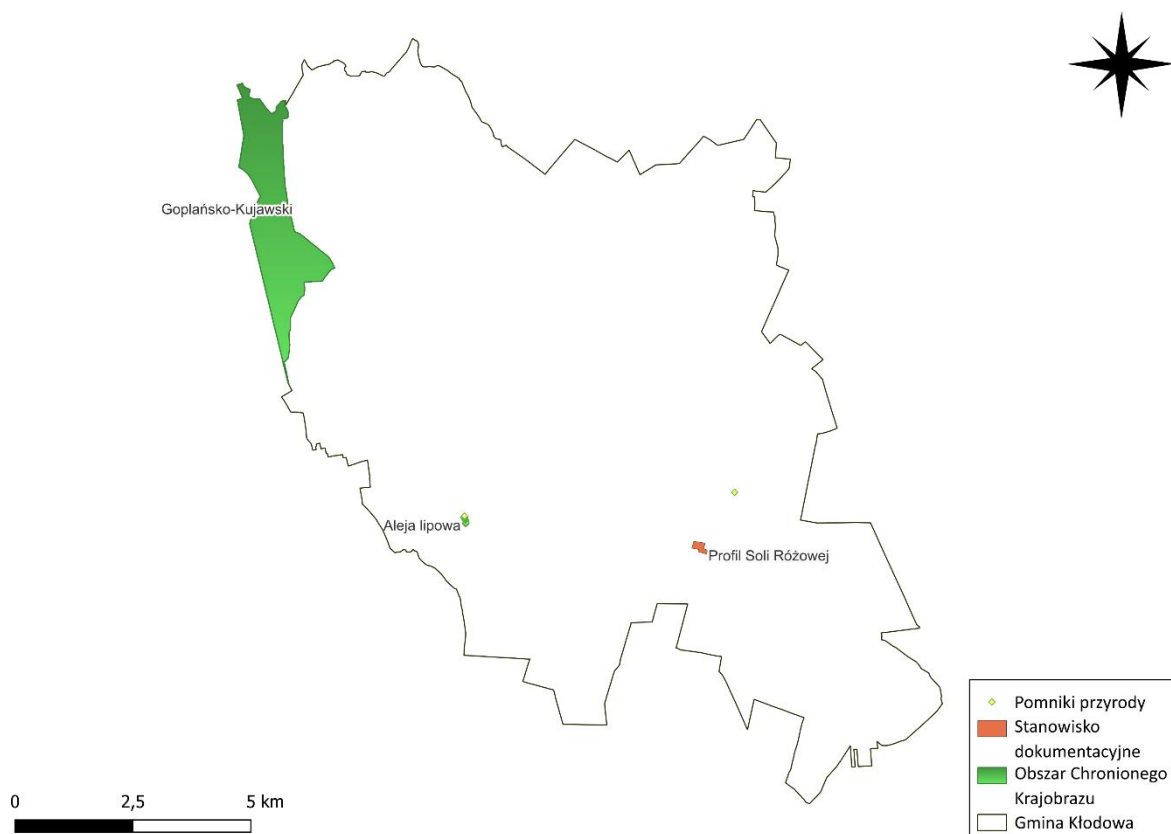 Goplańsko-Kujawski
Aleja lipowa
Profil Soli Różowej
Pomniki przyrody
Stanowisko
dokumentacyjne
Obszar Chronionego
Krajobrazu
Gmina Kłodowa
0 2,5 5 km